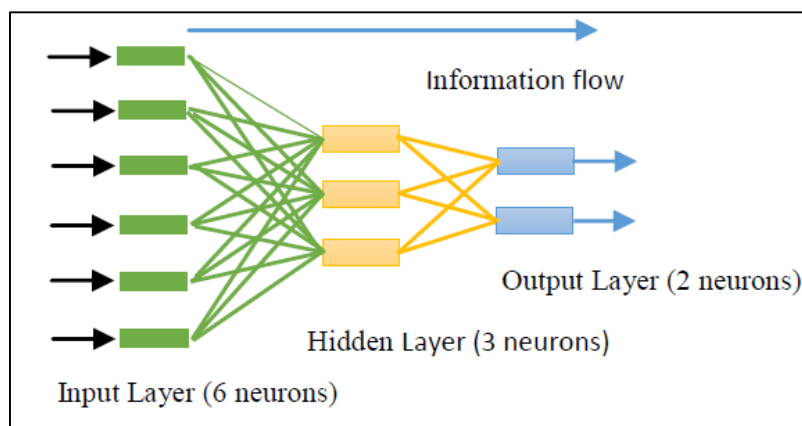 Information flow
Output Layer (2 neurons)
Hidden Layer (3 neurons)
Input Layer (6 neurons)